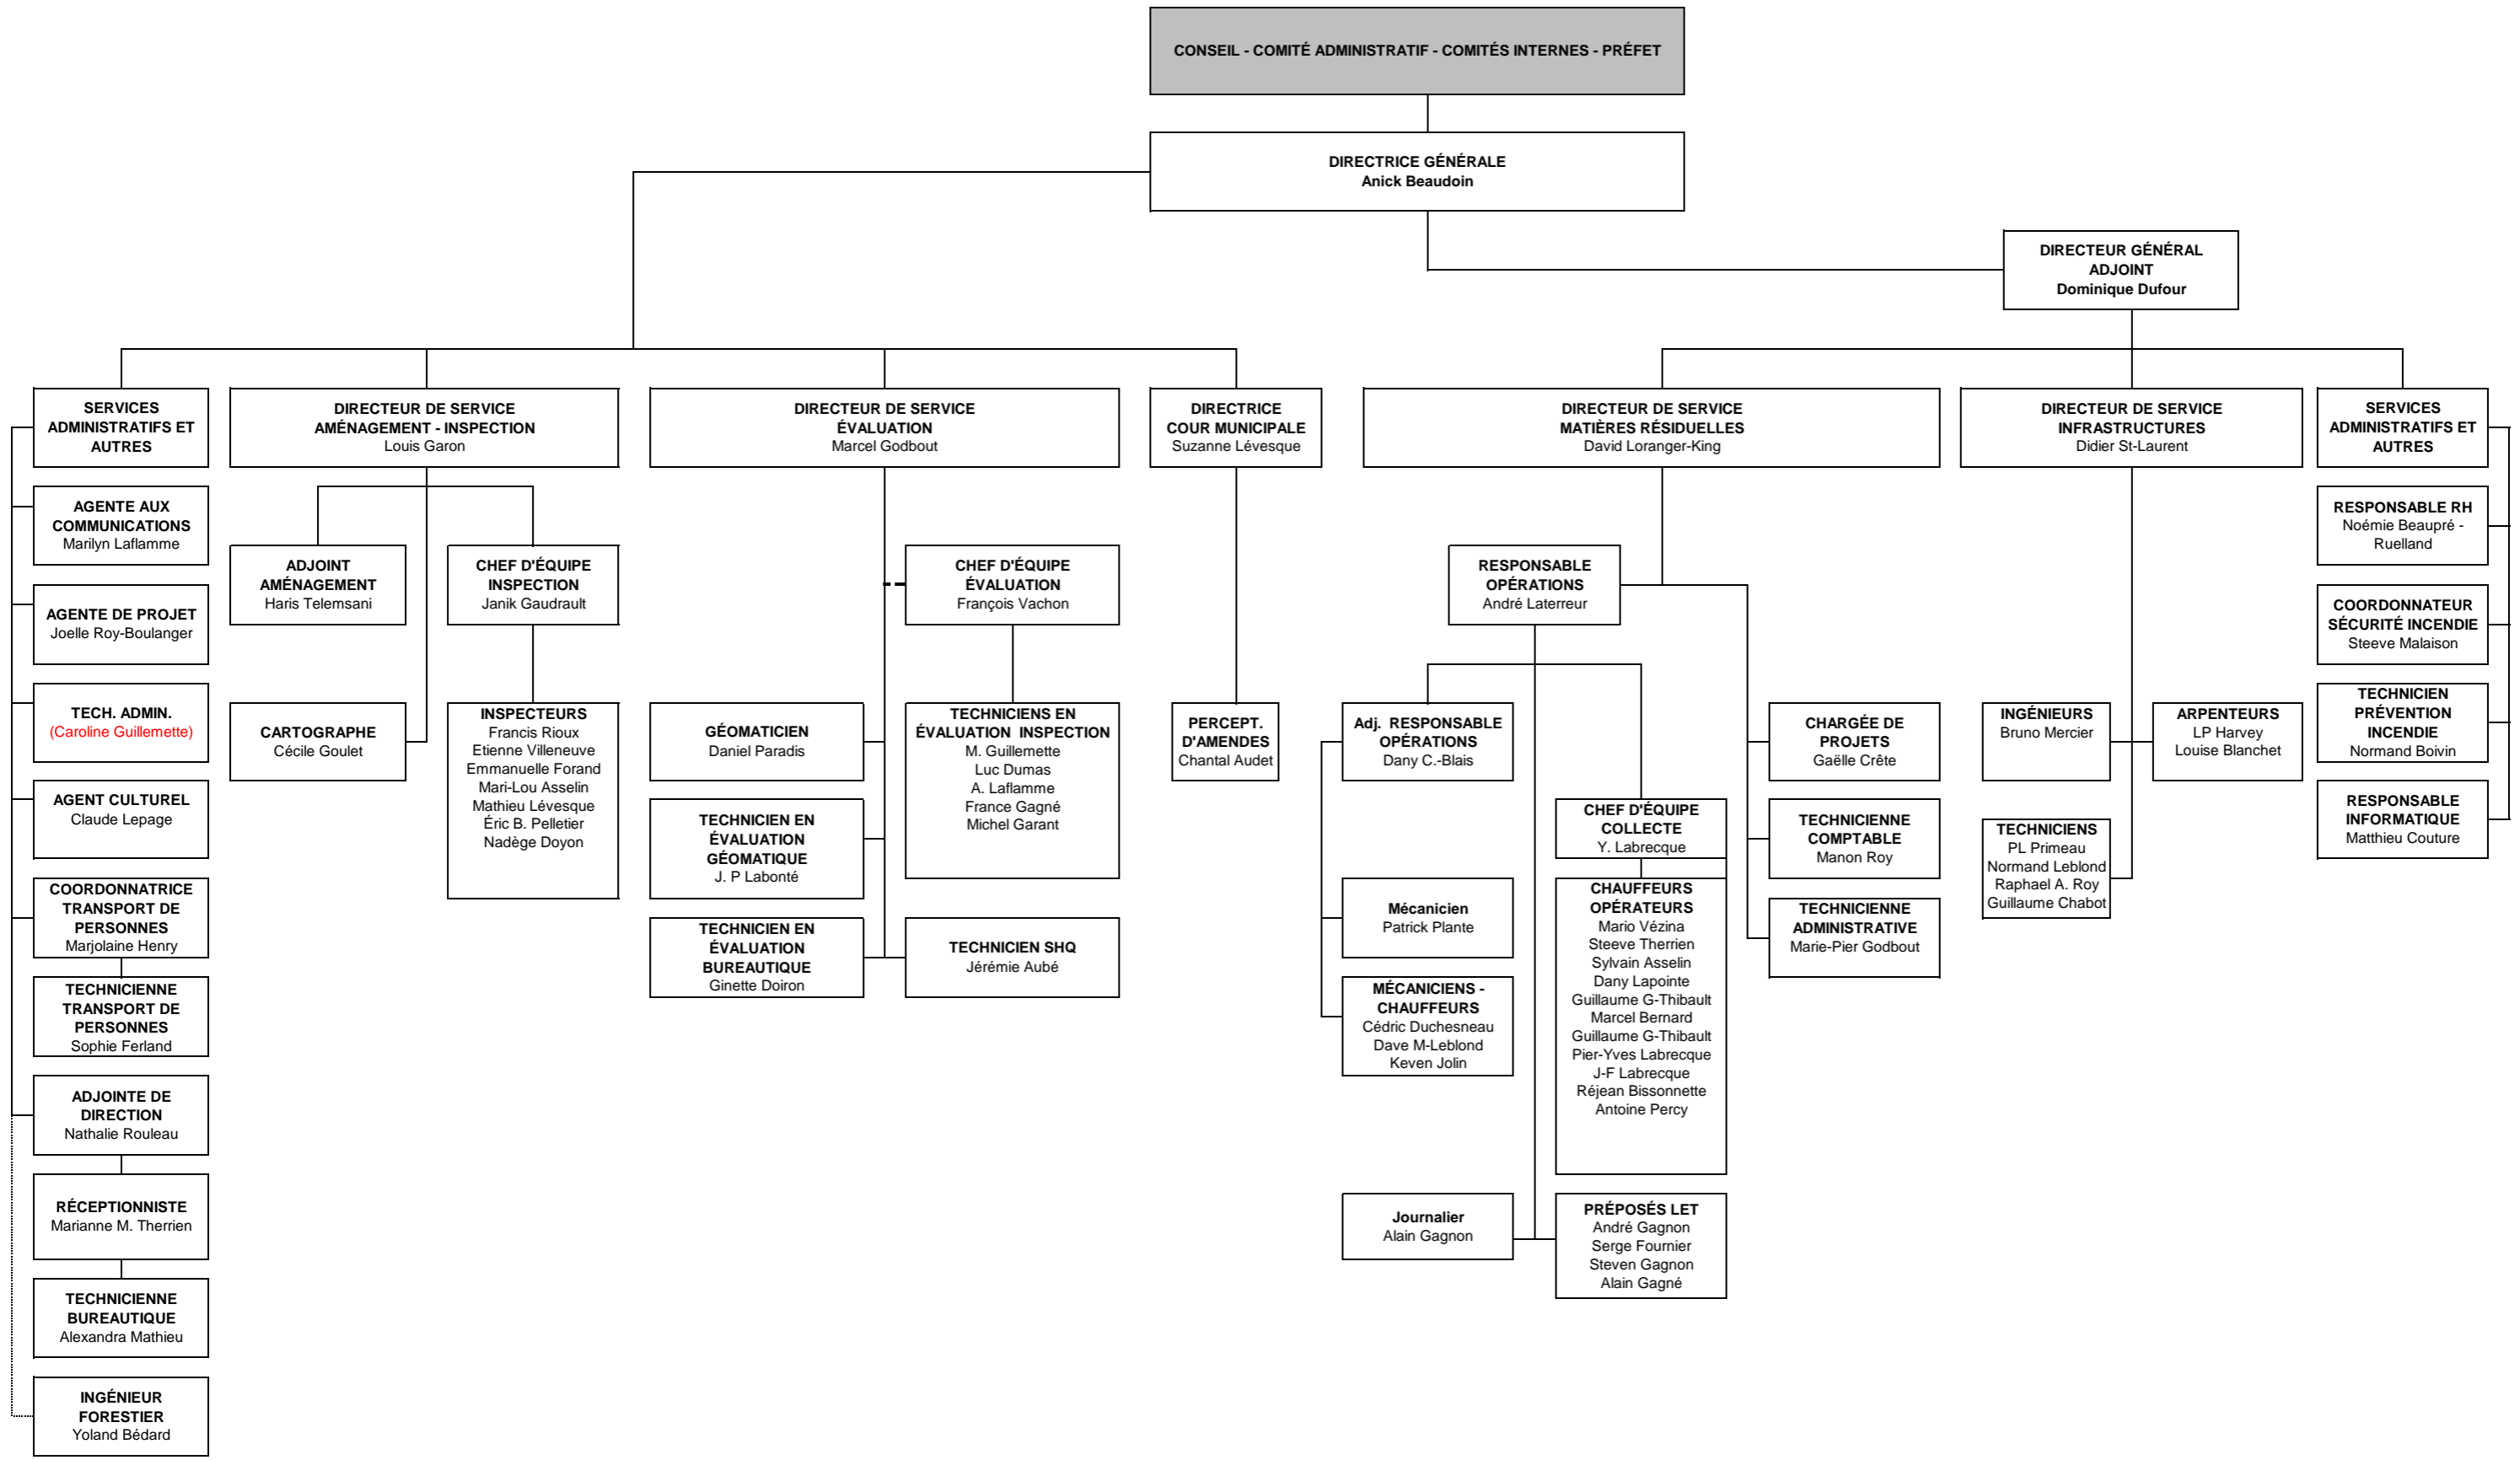 CONSEIL - COMITÉ ADMINISTRATIF - COMITÉS INTERNES - PRÉFET
DIRECTRICE GÉNÉRALE
Anick Beaudoin
DIRECTEUR GÉNÉRAL
ADJOINT
Dominique Dufour
SERVICES
ADMINISTRATIFS ET
AUTRES
AGENTE AUX
COMMUNICATIONS
Marilyn Laflamme
AGENTE DE PROJET
Joelle Roy-Boulanger
TECH. ADMIN.
(Caroline Guillemette)
AGENT CULTUREL
Claude Lepage
COORDONNATRICE
TRANSPORT DE
PERSONNES
Marjolaine Henry
TECHNICIENNE
TRANSPORT DE
PERSONNES
Sophie Ferland
ADJOINTE DE
DIRECTION
Nathalie Rouleau
RÉCEPTIONNISTE
Marianne M. Therrien
TECHNICIENNE
BUREAUTIQUE
Alexandra Mathieu
INGÉNIEUR
FORESTIER
Yoland Bédard
DIRECTEUR DE SERVICE
AMÉNAGEMENT - INSPECTION
Louis Garon
ADJOINT
AMÉNAGEMENT
Haris Telemsani
CHEF D'ÉQUIPE
INSPECTION
Janik Gaudrault
CARTOGRAPHE
Cécile Goulet
INSPECTEURS
Francis Rioux
Etienne Villeneuve
Emmanuelle Forand
Mari-Lou Asselin
Mathieu Lévesque
Éric B. Pelletier
Nadège Doyon
DIRECTEUR DE SERVICE
ÉVALUATION
Marcel Godbout
CHEF D'ÉQUIPE
ÉVALUATION
François Vachon
GÉOMATICIEN
Daniel Paradis
TECHNICIENS EN
ÉVALUATION  INSPECTION
M. Guillemette
Luc Dumas
A. Laflamme
France Gagné
Michel Garant
TECHNICIEN EN
ÉVALUATION
GÉOMATIQUE
J. P Labonté
TECHNICIEN EN
ÉVALUATION
BUREAUTIQUE
Ginette Doiron
TECHNICIEN SHQ
Jérémie Aubé
DIRECTRICE
COUR MUNICIPALE
Suzanne Lévesque
PERCEPT.
D'AMENDES
Chantal Audet
DIRECTEUR DE SERVICE
MATIÈRES RÉSIDUELLES
David Loranger-King
RESPONSABLE
OPÉRATIONS
André Laterreur
Adj.  RESPONSABLE
OPÉRATIONS
Dany C.-Blais
Mécanicien
Patrick Plante
MÉCANICIENS -
CHAUFFEURS
Cédric Duchesneau
Dave M-Leblond
Keven Jolin
Journalier
Alain Gagnon
CHEF D'ÉQUIPE
COLLECTE
Y. Labrecque
CHAUFFEURS
OPÉRATEURS
Mario Vézina
Steeve Therrien
Sylvain Asselin
Dany Lapointe
Guillaume G-Thibault
Marcel Bernard
Guillaume G-Thibault
Pier-Yves Labrecque
J-F Labrecque
Réjean Bissonnette
Antoine Percy
PRÉPOSÉS LET
André Gagnon
Serge Fournier
Steven Gagnon
Alain Gagné
CHARGÉE DE
PROJETS
Gaëlle Crête
TECHNICIENNE
COMPTABLE
Manon Roy
TECHNICIENNE
ADMINISTRATIVE
Marie-Pier Godbout
DIRECTEUR DE SERVICE
INFRASTRUCTURES
Didier St-Laurent
INGÉNIEURS
Bruno Mercier
ARPENTEURS
LP Harvey
Louise Blanchet
TECHNICIENS
PL Primeau
Normand Leblond
Raphael A. Roy
Guillaume Chabot
SERVICES
ADMINISTRATIFS ET
AUTRES
RESPONSABLE RH
Noémie Beaupré -
Ruelland
COORDONNATEUR
SÉCURITÉ INCENDIE
Steeve Malaison
TECHNICIEN
PRÉVENTION
INCENDIE
Normand Boivin
RESPONSABLE
INFORMATIQUE
Matthieu Couture